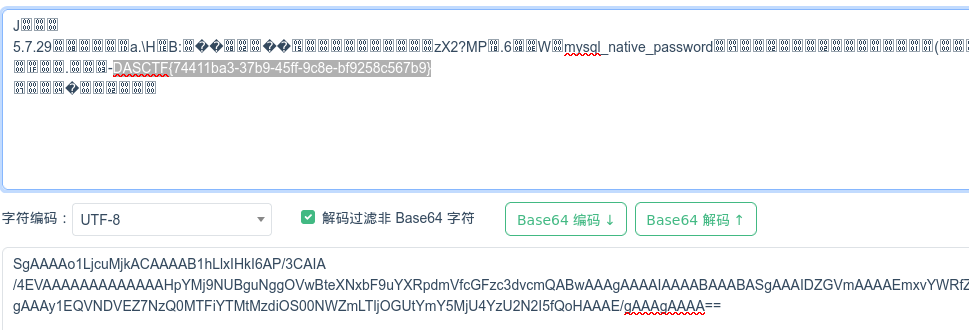 J
5.7.29 a.\H B: zX2?MP .6 W mysql_native_password (
. -DASCTF{74411ba3-37b9-45ff-9c8e-bf9258c567b9}
字符编码： UTF-8 解码过滤非 Base64 字符 Base64 编码 ↓ Base64 解码 ↑
SgAAAAo1LjcuMjkACAAAAB1hLlxIHkI6AP/3CAIA
/4EVAAAAAAAAAAAAAHpYMj9NUBguNggOVwBteXNxbF9uYXRpdmVfcGFzc3dvcmQABwAAAgAAAAIAAAABAAABASgAAAIDZGVmAAAAEmxvYWRfZ
gAAAy1EQVNDVEZ7NzQ0MTFiYTMtMzdiOS00NWZmLTljOGUtYmY5MjU4YzU2N2I5fQoHAAAE/gAAAgAAAA==